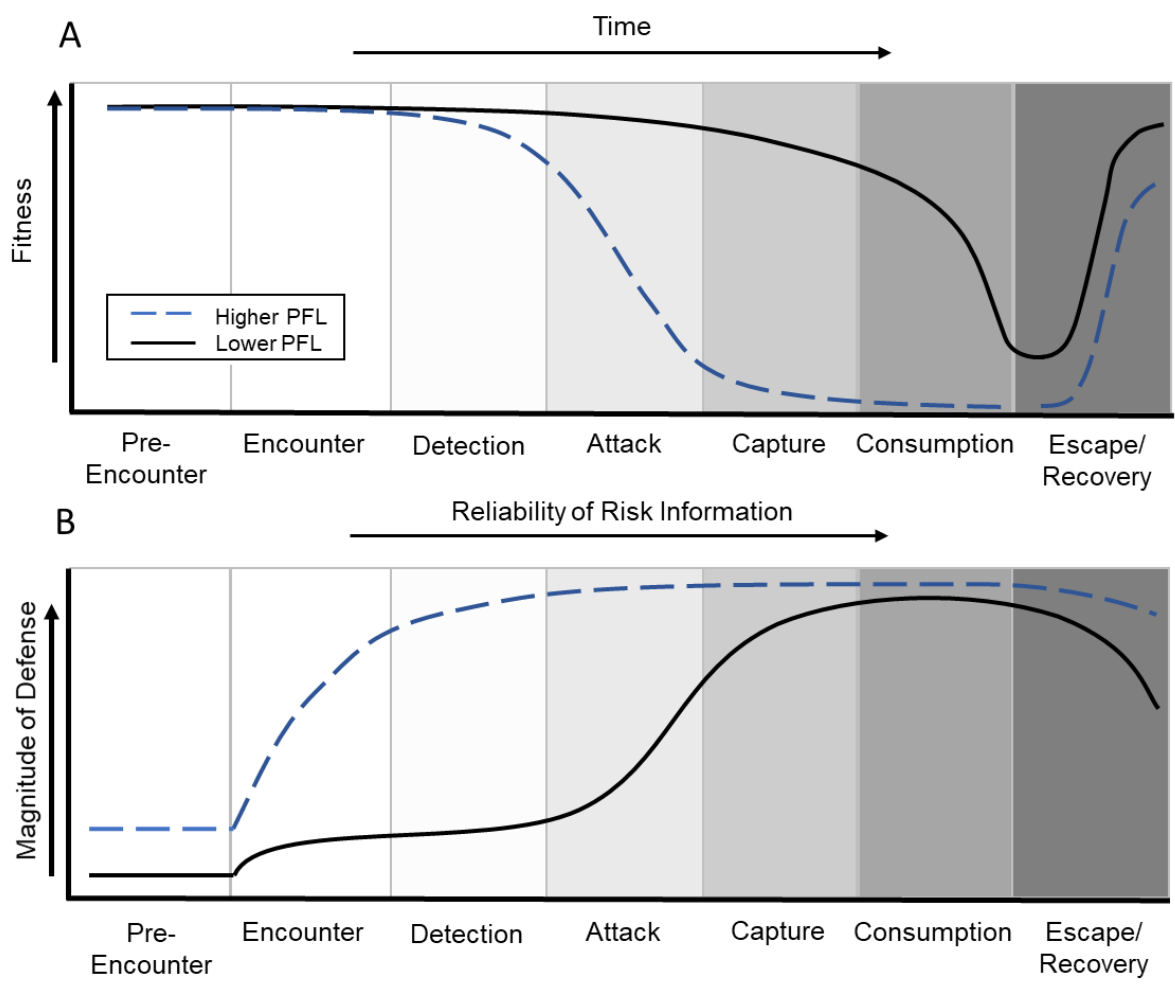 A
Time
Fitness
Higher PFL
Lower PFL
Pre-
Encounter
Encounter
Detection
Attack
Capture
Consumption
Escape/
Recovery
B
Reliability of Risk Information
Magnitude of Defense
Pre-
Encounter
Encounter
Detection
Attack
Capture
Consumption
Escape/
Recovery